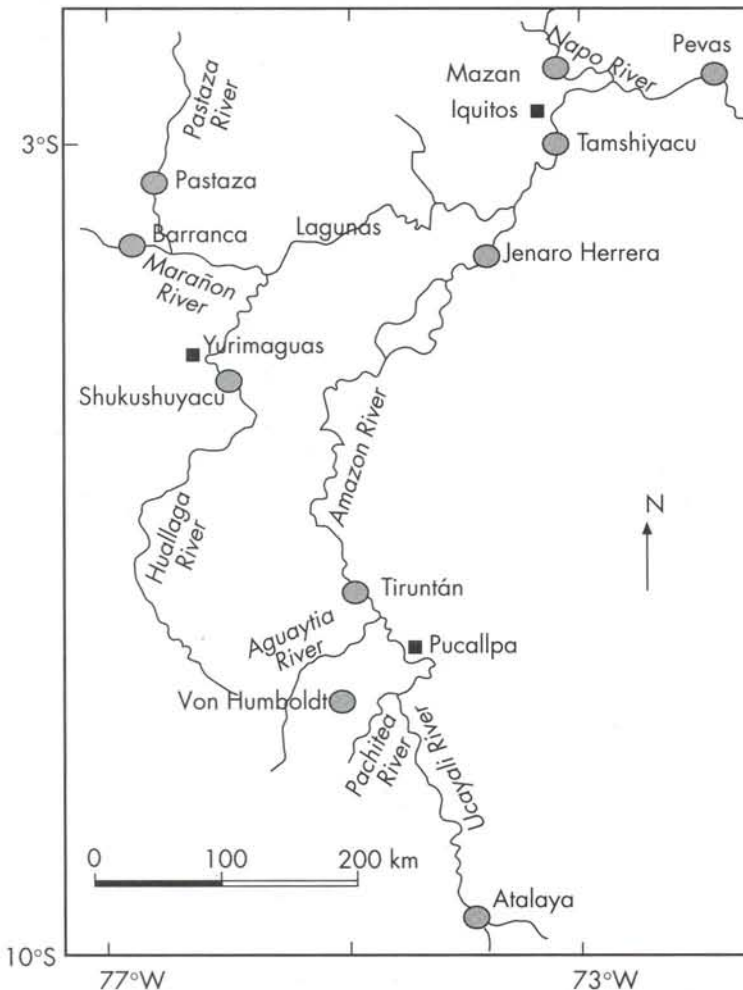 Napo River
Pevas
Mazan
Iquitos
Pastaza
River
3°S
Tamshiyacu
Pastaza
Lagunas
Barranca
Jenaro Herrera
Marañon
River
Yurimaguas
Shukushuyacu
Amazon River
N
Huallaga
River
Tiruntán
Aguaytia
River
Pucallpa
Von Humboldt
Pachitea
River
Ucayali River
0 100 200 km
Atalaya
10°S
77°W 73°W